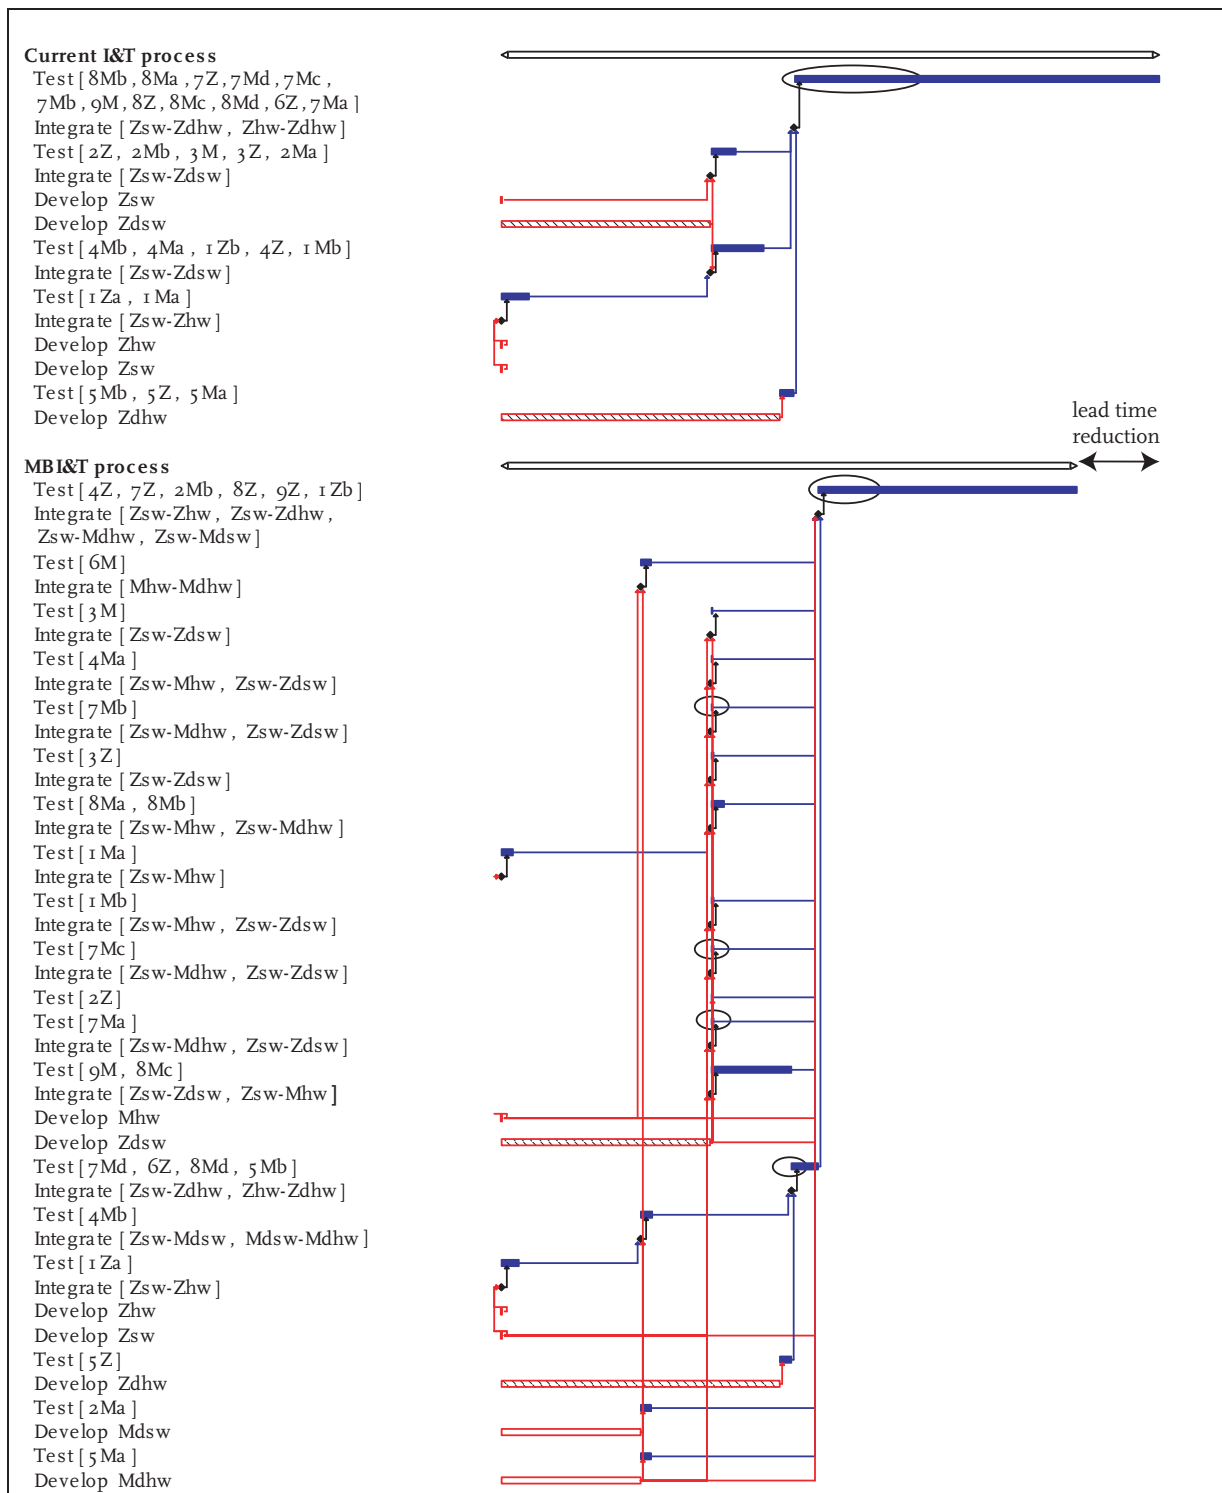 Current I&T process
Test [8Mb, 8Ma, 7Z, 7Md, 7Mc,
7Mb, 9M, 8Z, 8Mc, 8Md, 6Z, 7Ma]
Integrate [Zsw-Zdhw, Zhw-Zdhw]
Test [2Z, 2Mb, 3M, 3Z, 2Ma]
Integrate [Zsw-Zdsw]
Develop Zsw
Develop Zdsw
Test [4Mb, 4Ma, 1Zb, 4Z, 1Mb]
Integrate [Zsw-Zdsw]
Test [1Za, 1Ma]
Integrate [Zsw-Zhw]
Develop Zhw
Develop Zsw
Test [5Mb, 5Z, 5Ma]
Develop Zdhw
lead time
reduction
MBI&T process
Test [4Z, 7Z, 2Mb, 8Z, 9Z, 1Zb]
Integrate [Zsw-Zhw, Zsw-Zdhw,
Zsw-Mdhw, Zsw-Mdsw]
Test [6M]
Integrate [Mhw-Mdhw]
Test [3M]
Integrate [Zsw-Zdsw]
Test [4Ma]
Integrate [Zsw-Mhw, Zsw-Zdsw]
Test [7Mb]
Integrate [Zsw-Mdhw, Zsw-Zdsw]
Test [3Z]
Integrate [Zsw-Zdsw]
Test [8Ma, 8Mb]
Integrate [Zsw-Mhw, Zsw-Mdhw]
Test [1Ma]
Integrate [Zsw-Mhw]
Test [1Mb]
Integrate [Zsw-Mhw, Zsw-Zdsw]
Test [7Mc]
Integrate [Zsw-Mdhw, Zsw-Zdsw]
Test [2Z]
Test [7Ma]
Integrate [Zsw-Mdhw, Zsw-Zdsw]
Test [9M, 8Mc]
Integrate [Zsw-Zdsw, Zsw-Mhw]
Develop Mhw
Develop Zdsw
Test [7Md, 6Z, 8Md, 5Mb]
Integrate [Zsw-Zdhw, Zhw-Zdhw]
Test [4Mb]
Integrate [Zsw-Mdsw, Mdsw-Mdhw]
Test [1Za]
Integrate [Zsw-Zhw]
Develop Zhw
Develop Zsw
Test [5Z]
Develop Zdhw
Test [2Ma]
Develop Mdsw
Test [5Ma]
Develop Mdhw